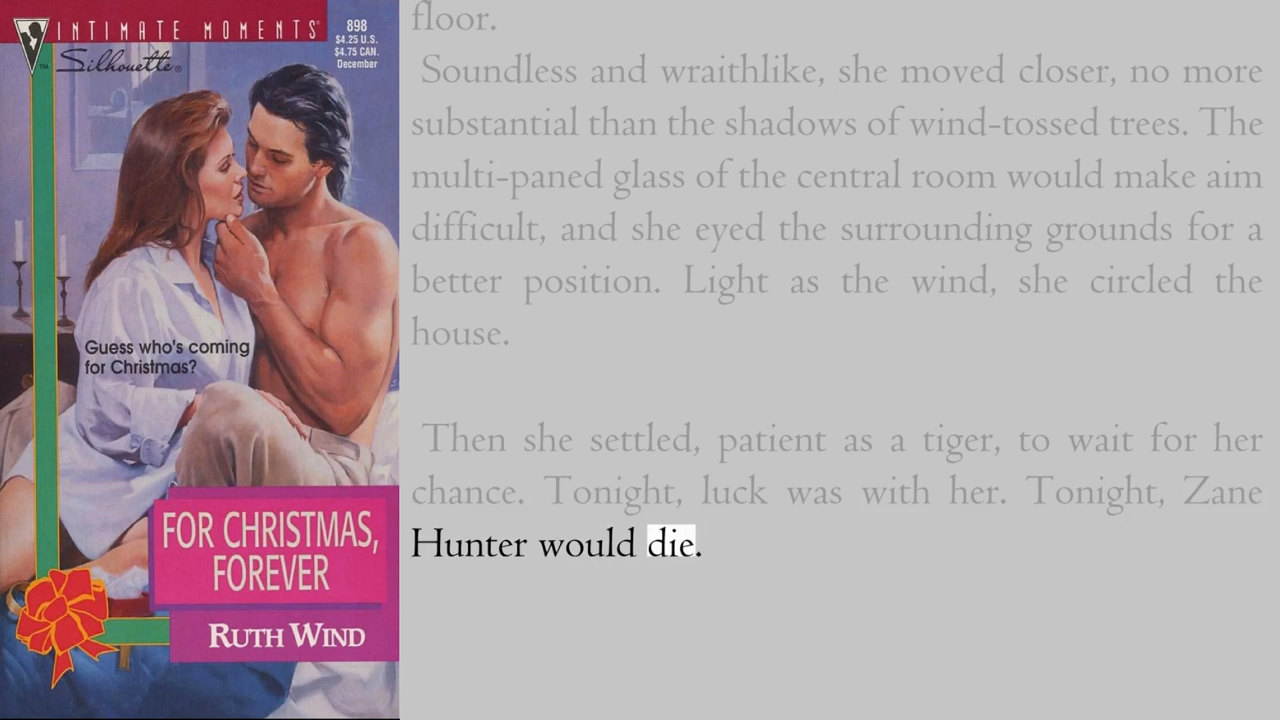 INTIMATE MOMENTS®
898
$4.25 U.S.
$4.75 CAN.
December
™ Silhouette®
Guess who's coming
for Christmas?
FOR CHRISTMAS,
FOREVER
RUTH WIND
floor.
Soundless and wraithlike, she moved closer, no more
substantial than the shadows of wind-tossed trees. The
multi-paned glass of the central room would make aim
difficult, and she eyed the surrounding grounds for a
better position. Light as the wind, she circled the
house.
Then she settled, patient as a tiger, to wait for her
chance. Tonight, luck was with her. Tonight, Zane
Hunter would die.